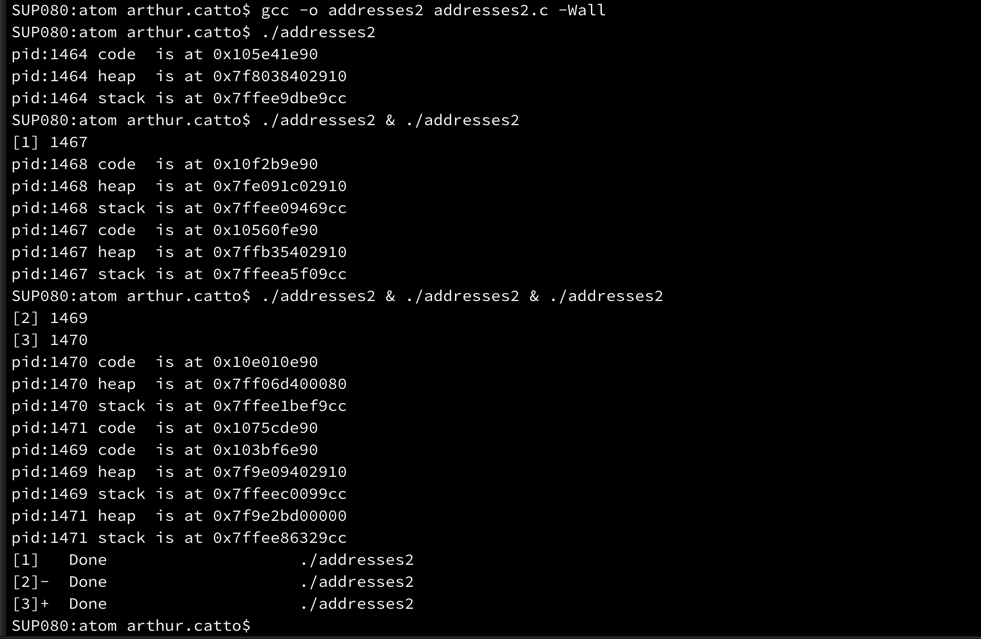 SUP080:atom arthur.catto$ gcc -o addresses2 addresses2.c -Wall
SUP080:atom arthur.catto$ ./addresses2
pid:1464 code  is at 0x105e41e90
pid:1464 heap  is at 0x7f8038402910
pid:1464 stack is at 0x7ffee9dbe9cc
SUP080:atom arthur.catto$ ./addresses2 & ./addresses2
[1] 1467
pid:1468 code  is at 0x10f2b9e90
pid:1468 heap  is at 0x7fe091c02910
pid:1468 stack is at 0x7ffee09469cc
pid:1467 code  is at 0x10560fe90
pid:1467 heap  is at 0x7ffb35402910
pid:1467 stack is at 0x7ffeea5f09cc
SUP080:atom arthur.catto$ ./addresses2 & ./addresses2 & ./addresses2
[2] 1469
[3] 1470
pid:1470 code  is at 0x10e010e90
pid:1470 heap  is at 0x7ff06d400080
pid:1470 stack is at 0x7ffee1bef9cc
pid:1471 code  is at 0x1075cde90
pid:1469 code  is at 0x103bf6e90
pid:1469 heap  is at 0x7f9e09402910
pid:1469 stack is at 0x7ffeec0099cc
pid:1471 heap  is at 0x7f9e2bd00000
pid:1471 stack is at 0x7ffee86329cc
[1]   Done                    ./addresses2
[2]-  Done                    ./addresses2
[3]+  Done                    ./addresses2
SUP080:atom arthur.catto$